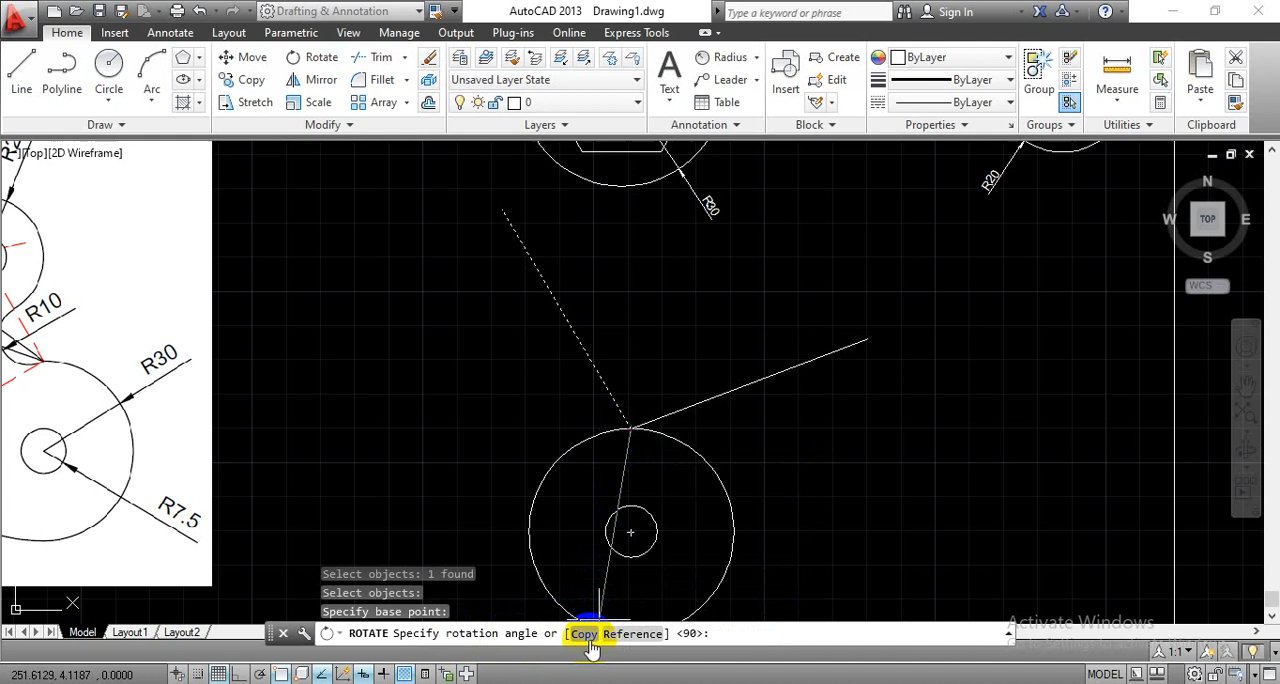 AutoCAD 2013 Drawing1.dwg
Drafting & Annotation
Type a keyword or phrase
Sign In
Home Insert Annotate Layout Parametric View Manage Output Plug-ins Online Express Tools
Line Polyline Circle Arc
Move Rotate Trim
Copy Mirror Fillet
Stretch Scale Array
Unsaved Layer State
0
Text
Radius
Leader
Table
Insert
Create
Edit
ByLayer
ByLayer
ByLayer
Group
Measure
Paste
Draw Modify Layers Annotation Block Properties Groups Utilities Clipboard
[Top][2D Wireframe]
R30
R20
N
W TOP E
S
WCS
R10
R30
R7.5
Select objects: 1 found
Select objects:
Specify base point:
ROTATE Specify rotation angle or [Copy Reference] <90>:
Activate Windows
Model Layout1 Layout2
1:1
251.6129, 4.1187 , 0.0000
MODEL